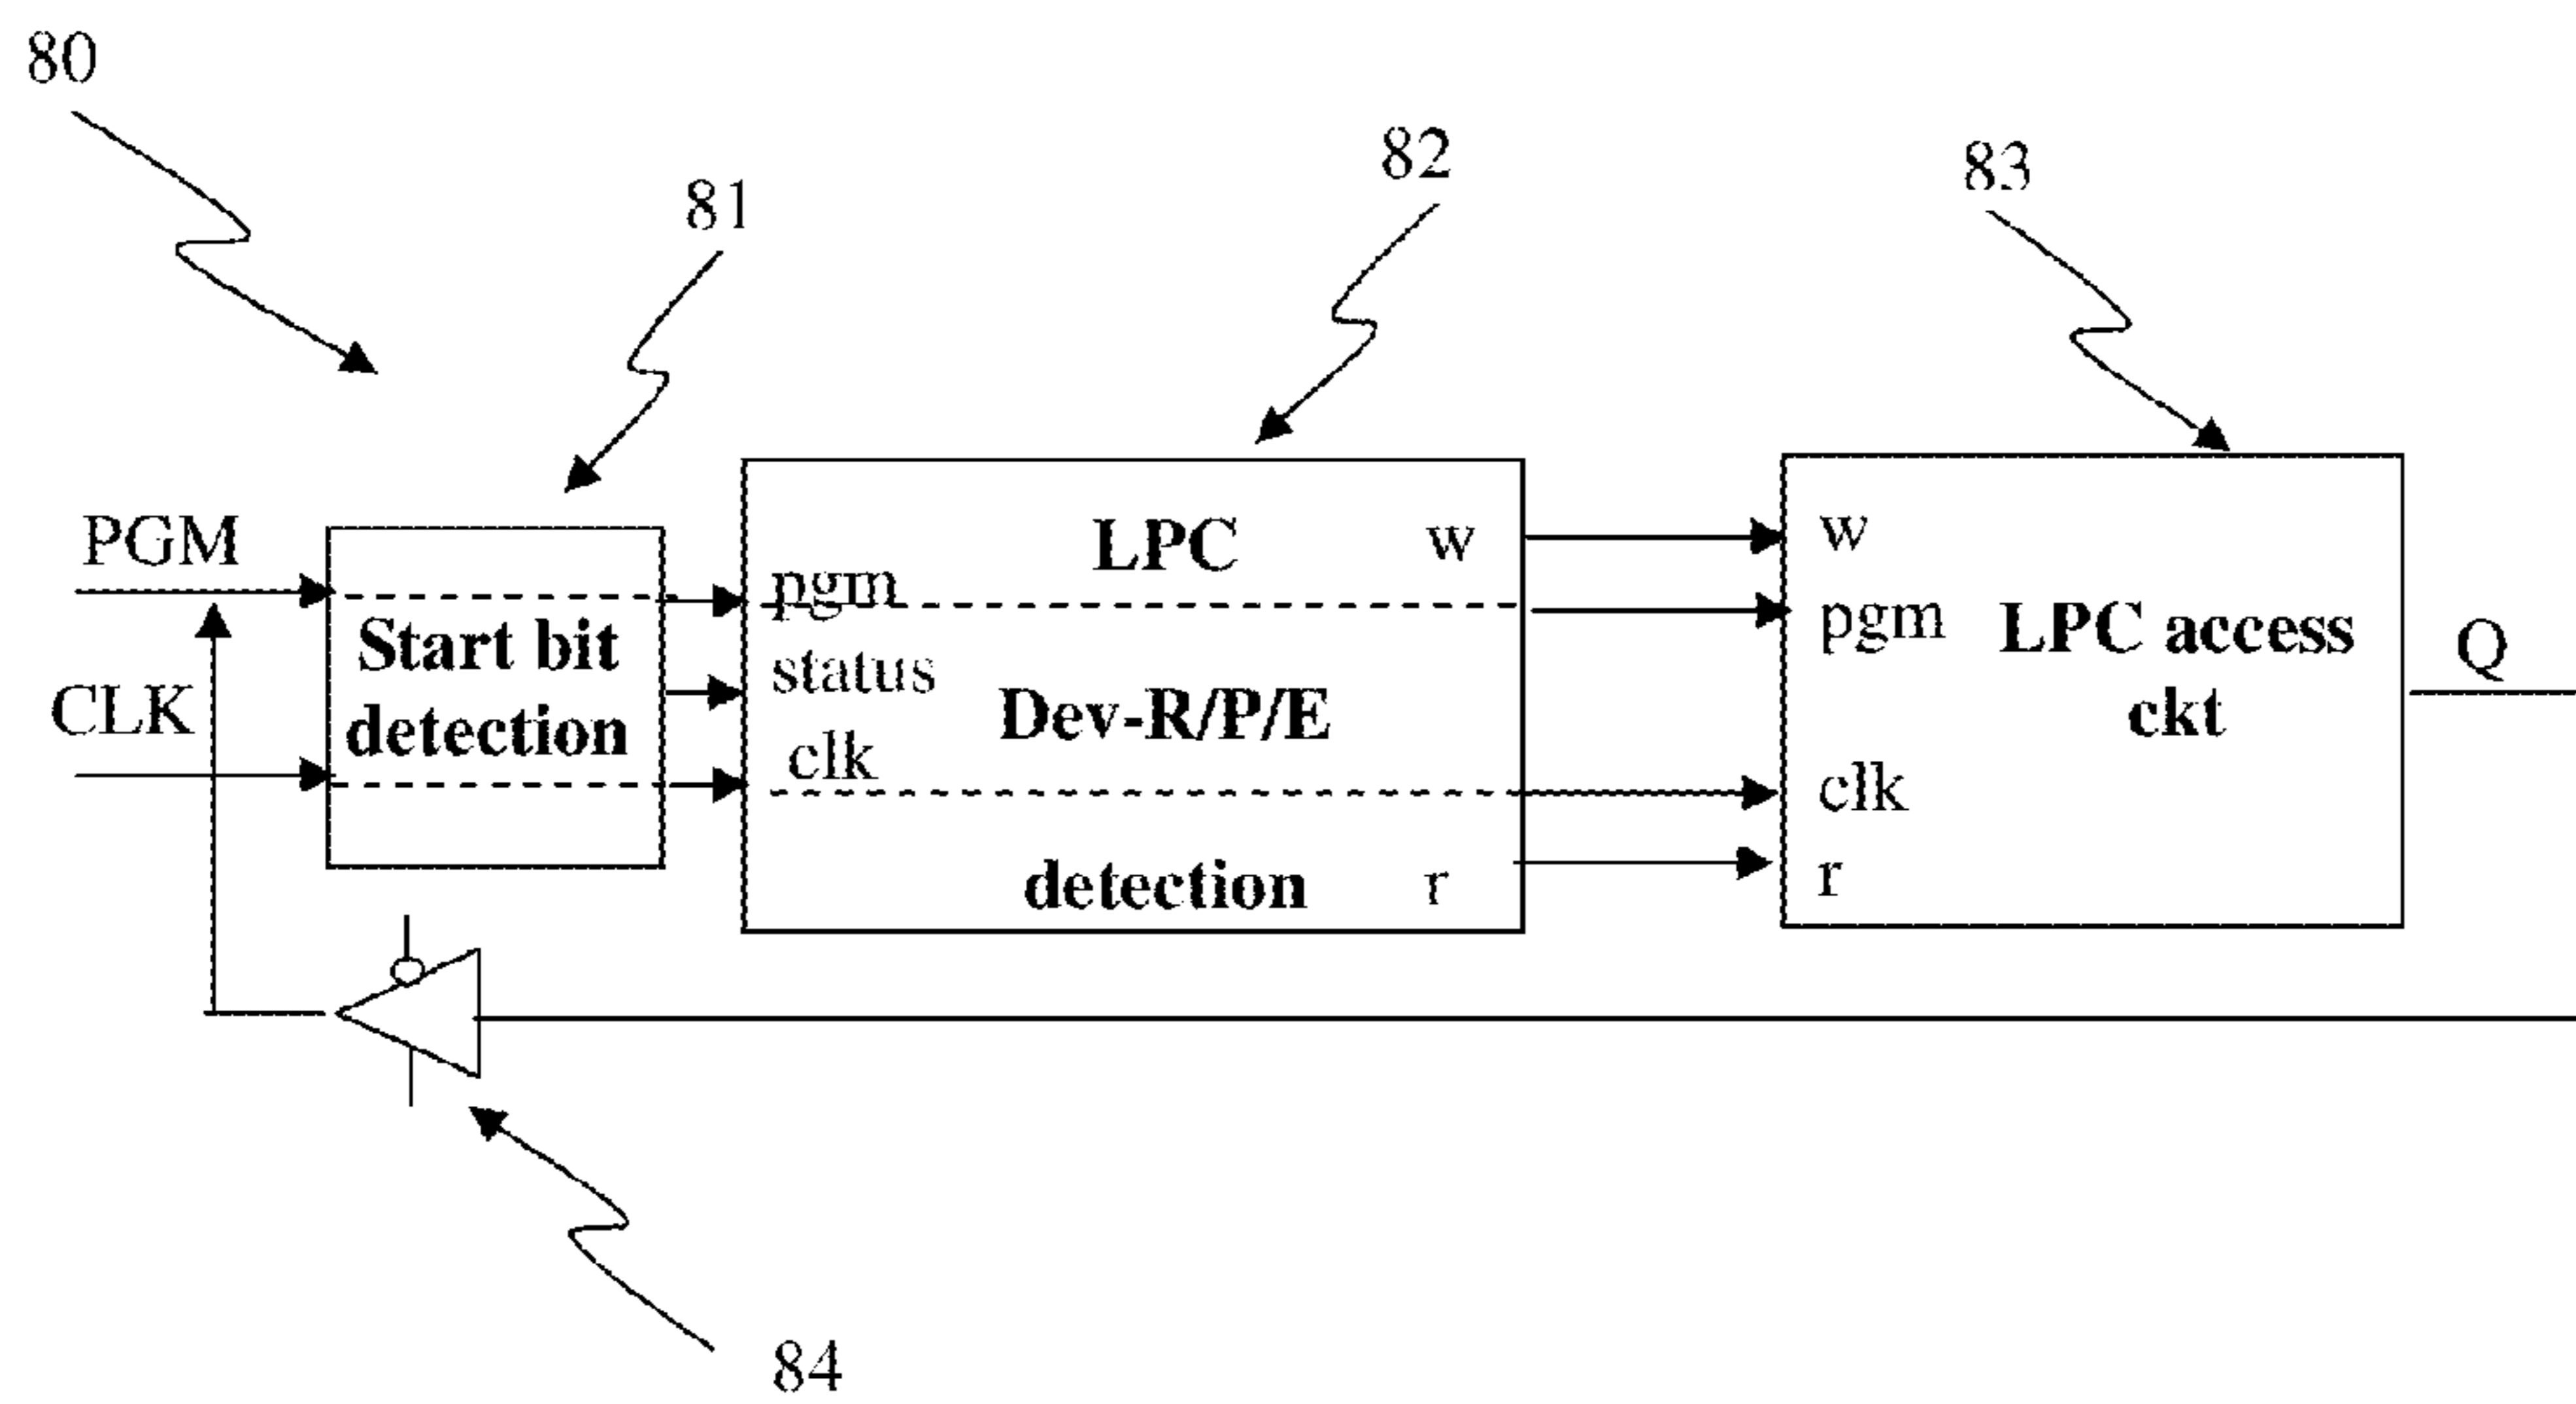 80
81
82
83
PGM
CLK
Start bit
detection
pgm
status
clk
LPC
Dev-R/P/E
detection
w
r
w
pgm
clk
r
LPC access
ckt
Q
84